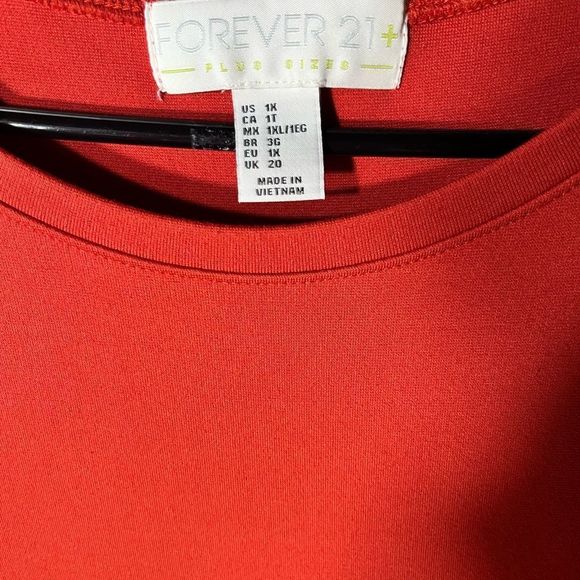 FOREVER 21+
PLUS SIZES
US 1X
CA 1T
MX 1XL/1EG
BR 3G
EU 1X
UK 20
MADE IN
VIETNAM